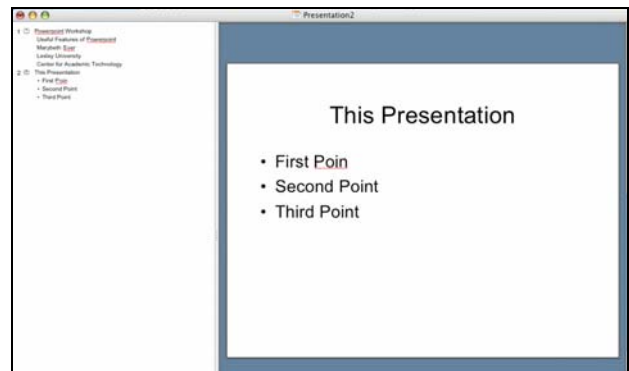 Presentation2
1 Powerpoint Workshop
Useful Features of Powerpoint
Marybeth
Lesley University
Center for Academic Technology
2 This Presentation
• First Poin
• Second Point
• Third Point
This Presentation
• First Poin
• Second Point
• Third Point